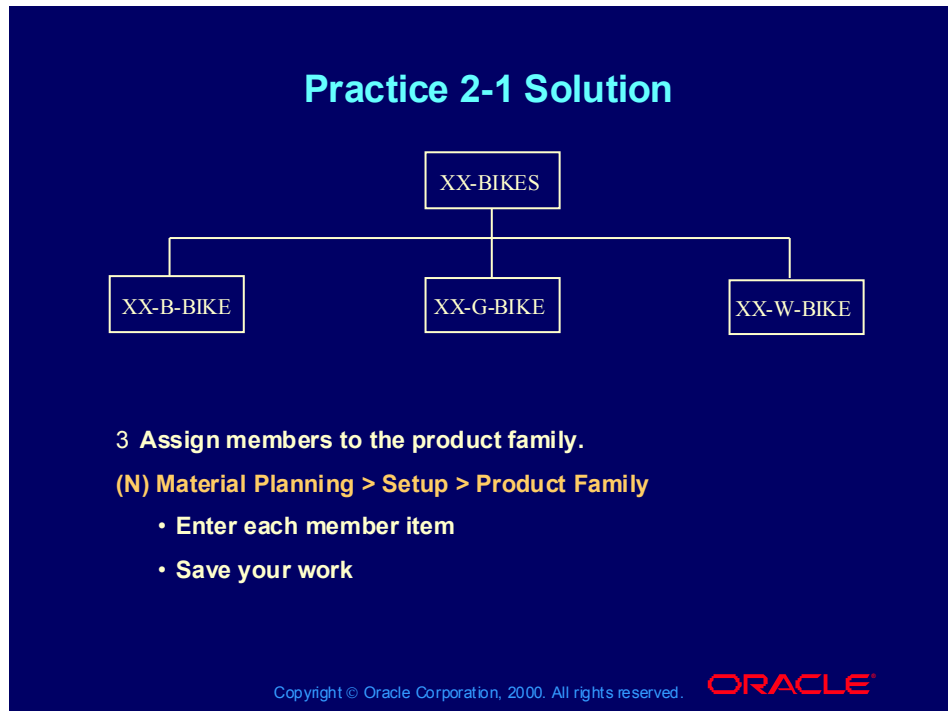 Practice 2-1 Solution
XX-BIKES
XX-B-BIKE
XX-G-BIKE
XX-W-BIKE
3 Assign members to the product family.
(N) Material Planning > Setup > Product Family
• Enter each member item
• Save your work
Copyright © Oracle Corporation, 2000. All rights reserved.
ORACLE®